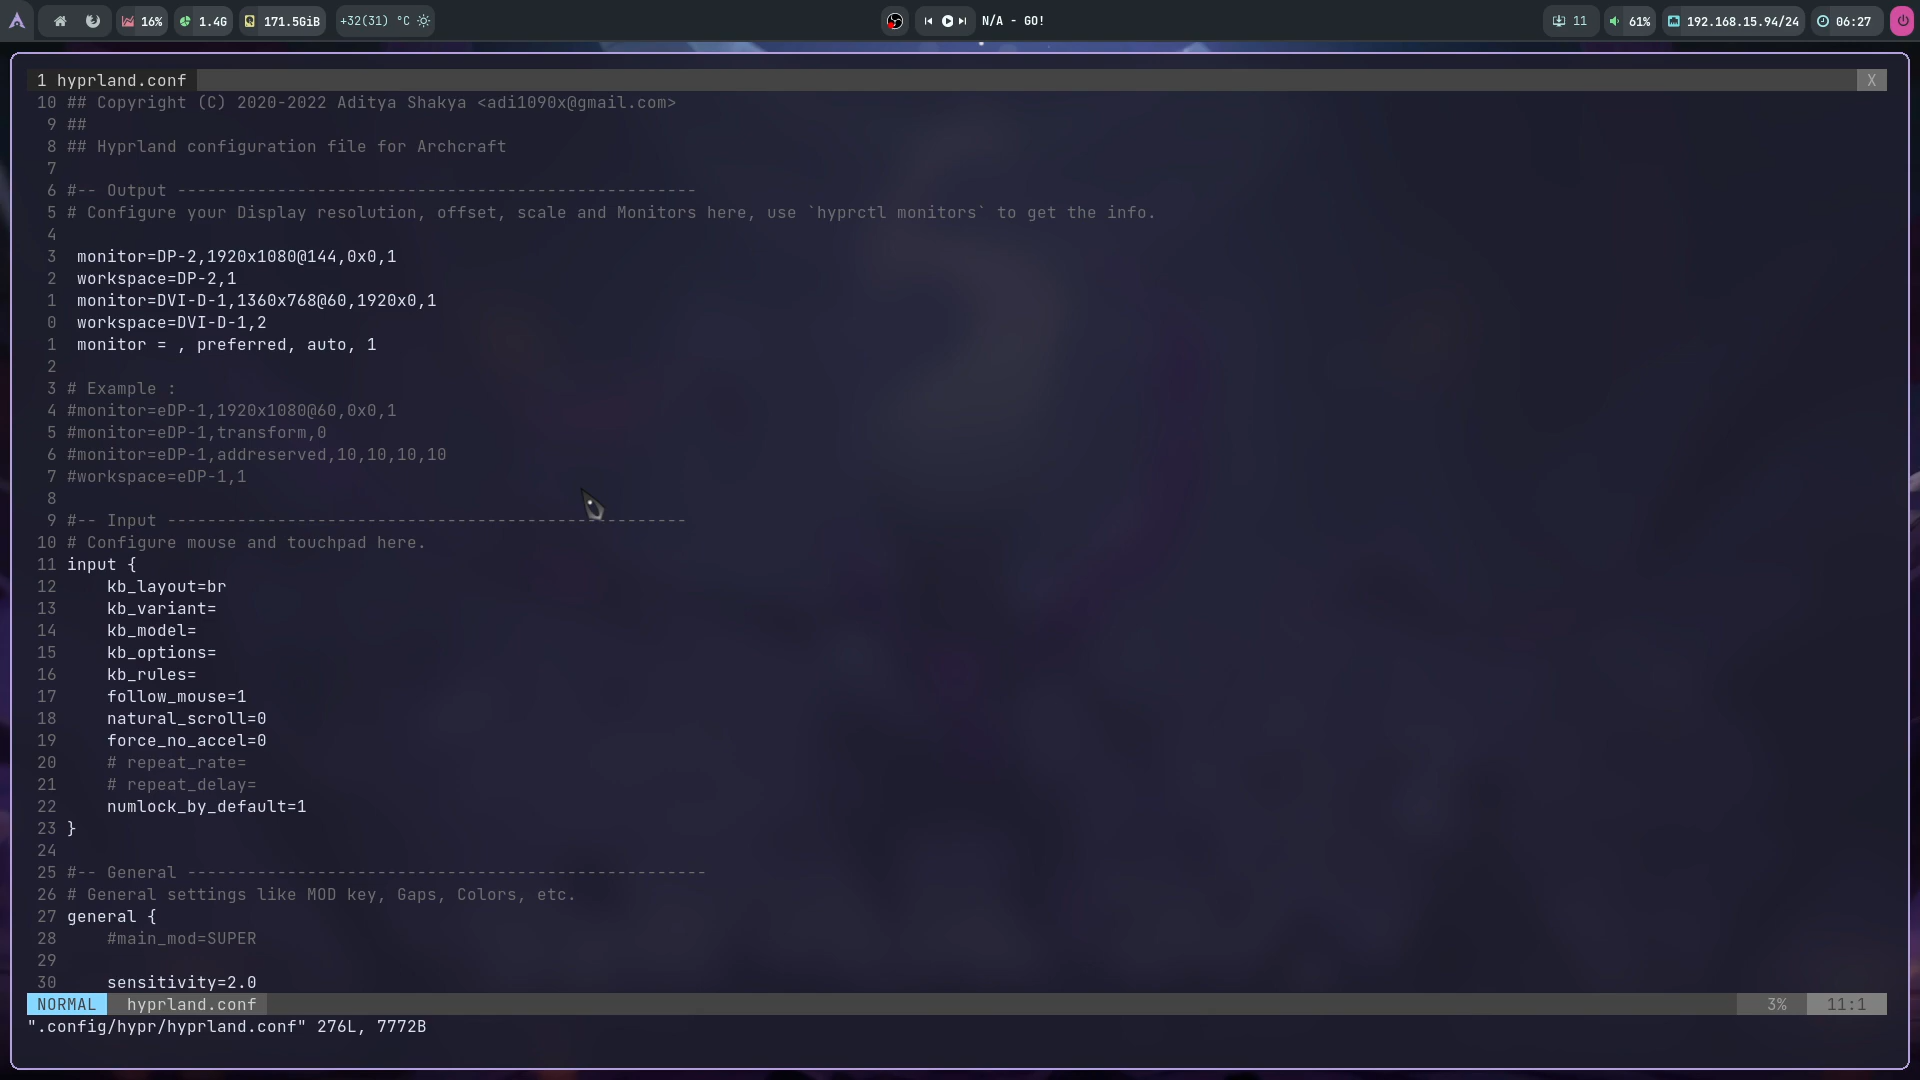 16% 1.4G 171.5GiB +32(31) °C N/A - GO! 11 61% 192.168.15.94/24 06:27
1 hyprland.conf X
10 ## Copyright (C) 2020-2022 Aditya Shakya <adi1090x@gmail.com>
9 ##
8 ## Hyprland configuration file for Archcraft
7
6 #-- Output ----------------------------------------------------
5 # Configure your Display resolution, offset, scale and Monitors here, use `hyprctl monitors` to get the info.
4
3 monitor=DP-2,1920x1080@144,0x0,1
2 workspace=DP-2,1
1 monitor=DVI-D-1,1360x768@60,1920x0,1
0 workspace=DVI-D-1,2
1 monitor = , preferred, auto, 1
2
3 # Example :
4 #monitor=eDP-1,1920x1080@60,0x0,1
5 #monitor=eDP-1,transform,0
6 #monitor=eDP-1,addreserved,10,10,10,10
7 #workspace=eDP-1,1
8
9 #-- Input ----------------------------------------------------
10 # Configure mouse and touchpad here.
11 input {
12     kb_layout=br
13     kb_variant=
14     kb_model=
15     kb_options=
16     kb_rules=
17     follow_mouse=1
18     natural_scroll=0
19     force_no_accel=0
20     # repeat_rate=
21     # repeat_delay=
22     numlock_by_default=1
23 }
24
25 #-- General ----------------------------------------------------
26 # General settings like MOD key, Gaps, Colors, etc.
27 general {
28     #main_mod=SUPER
29
30     sensitivity=2.0
NORMAL hyprland.conf 3% 11:1
".config/hypr/hyprland.conf" 276L, 7772B